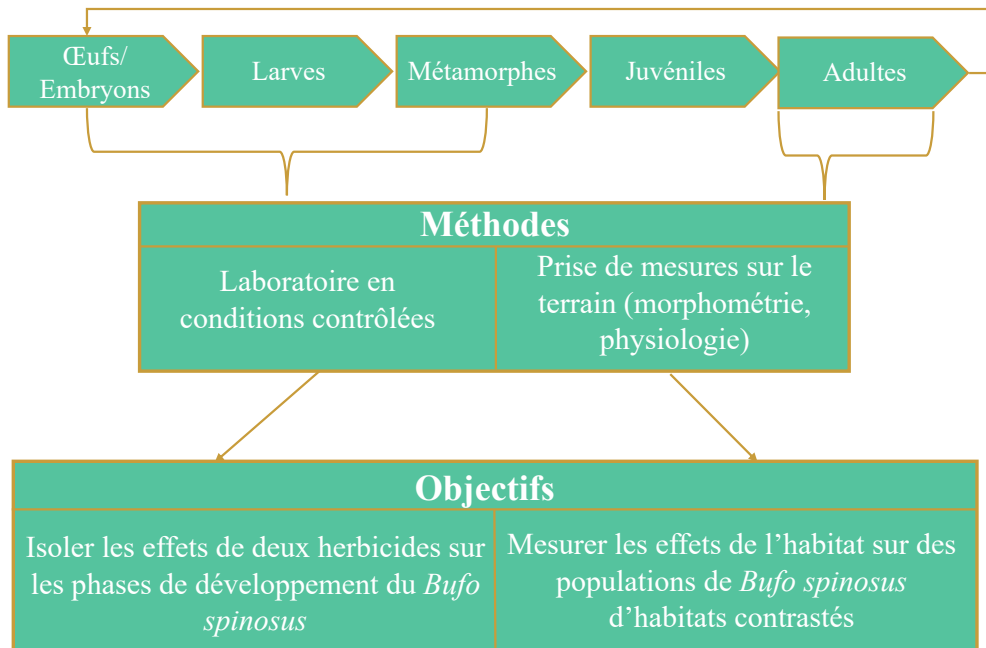 Œufs/
Embryons
Larves
Métamorphes
Juvéniles
Adultes
Méthodes
Laboratoire en
conditions contrôlées
Prise de mesures sur le
terrain (morphométrie,
physiologie)
Objectifs
Isoler les effets de deux herbicides sur
les phases de développement du Bufo
spinosus
Mesurer les effets de l’habitat sur des
populations de Bufo spinosus
d’habitats contrastés